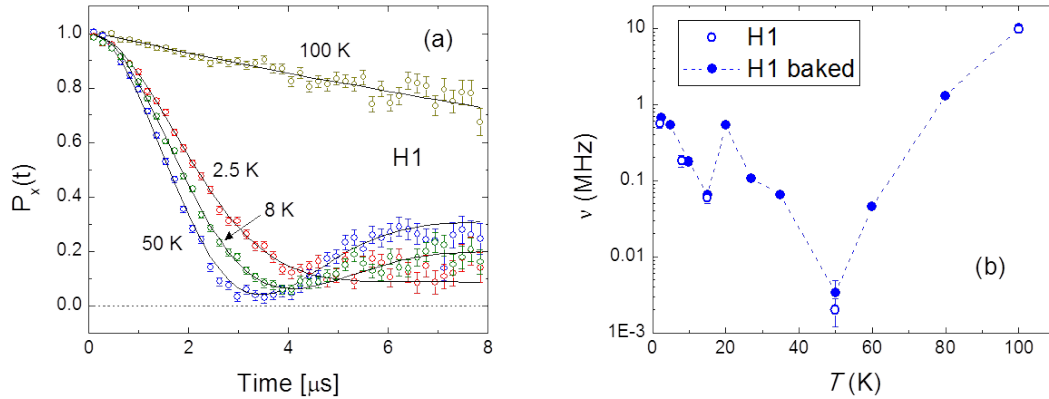 (a)
100 K
H1
2.5 K
8 K
50 K
P_x(t)
1.0
0.8
0.6
0.4
0.2
0.0
0 2 4 6 8
Time [μs]
H1
H1 baked
(b)
ν (MHz)
10
1
0.1
0.01
1E-3
0 20 40 60 80 100
T (K)